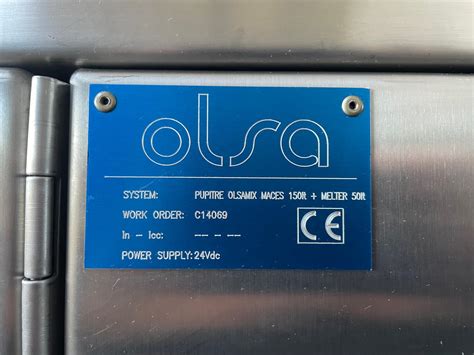 olsa
SYSTEM: PUPITRE OLSAMIX MACES 150lt + MELTER 50lt
WORK ORDER: C14069
In - Icc: -- -- - --
POWER SUPPLY: 24Vdc
CE